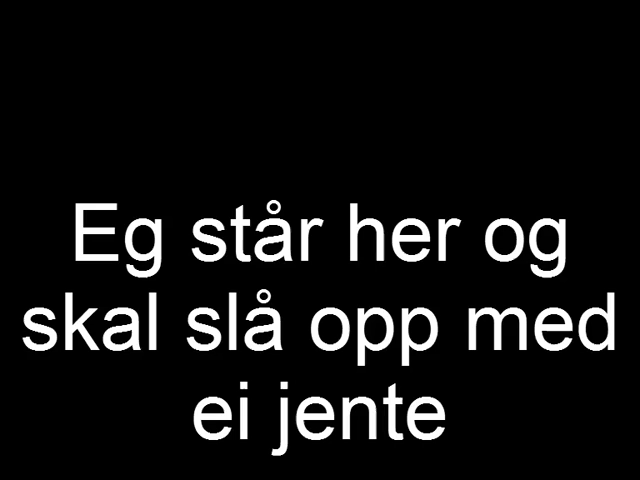 Eg står her og
skal slå opp med
ei jente